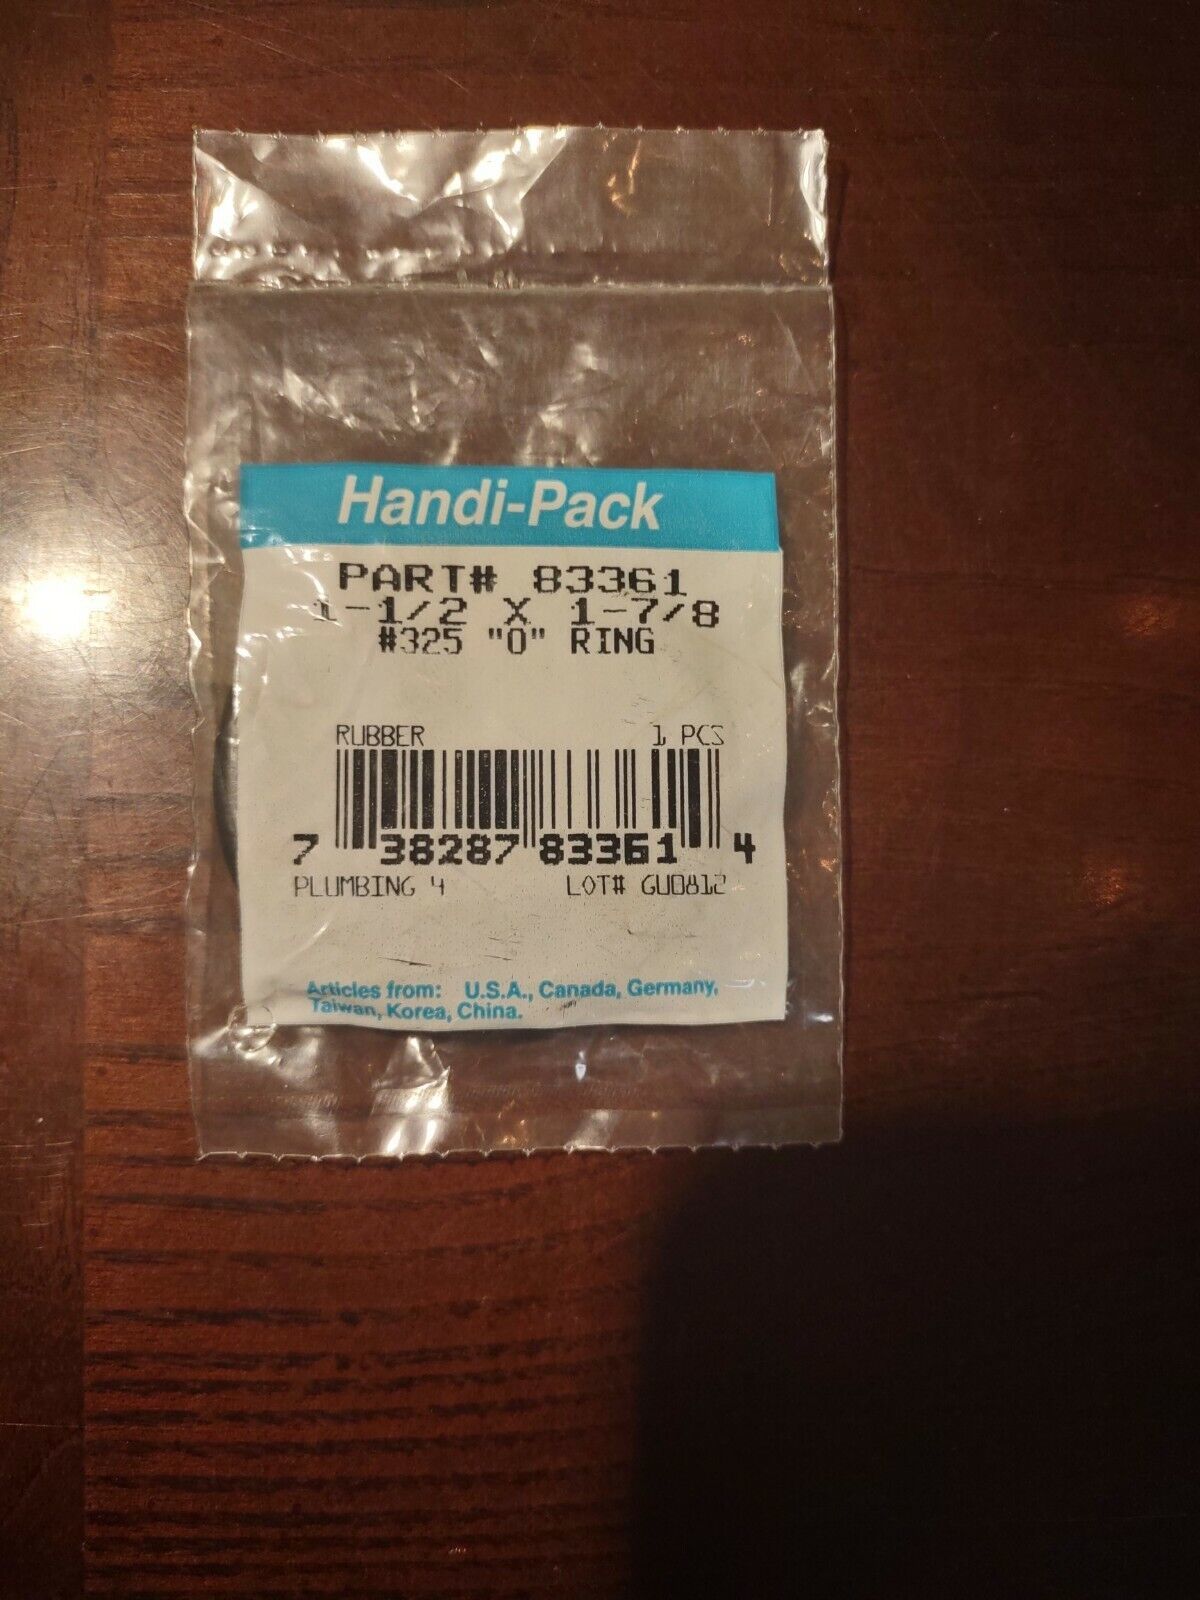 Handi-Pack
PART# 83361
1-1/2 X 1-7/8
#325 "O" RING
RUBBER 1 PCS
7 38287 83361 4
PLUMBING 4 LOT# GU0812
Articles from: U.S.A., Canada, Germany,
Taiwan, Korea, China.